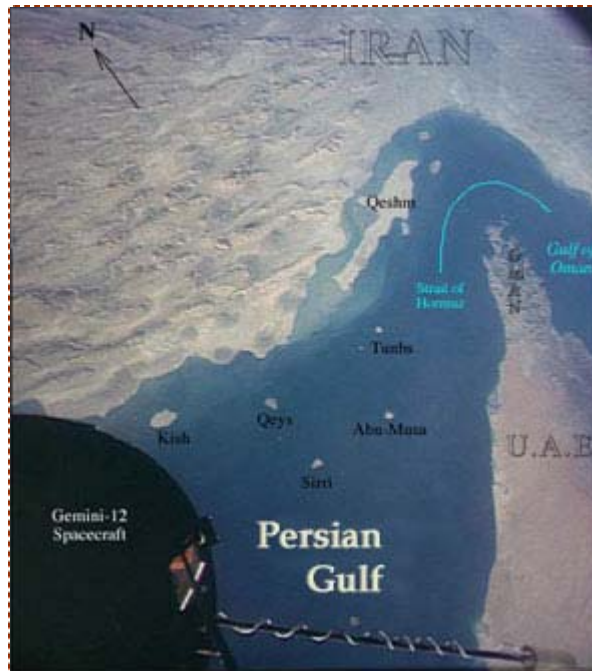 N
IRAN
Qeshm
Gulf of
Oman
Strait of
Hormuz
OMAN
Tunbs
Qeys
Abu-Musa
Kish
U.A.E
Sirri
Gemini-12
Spacecraft
Persian
Gulf